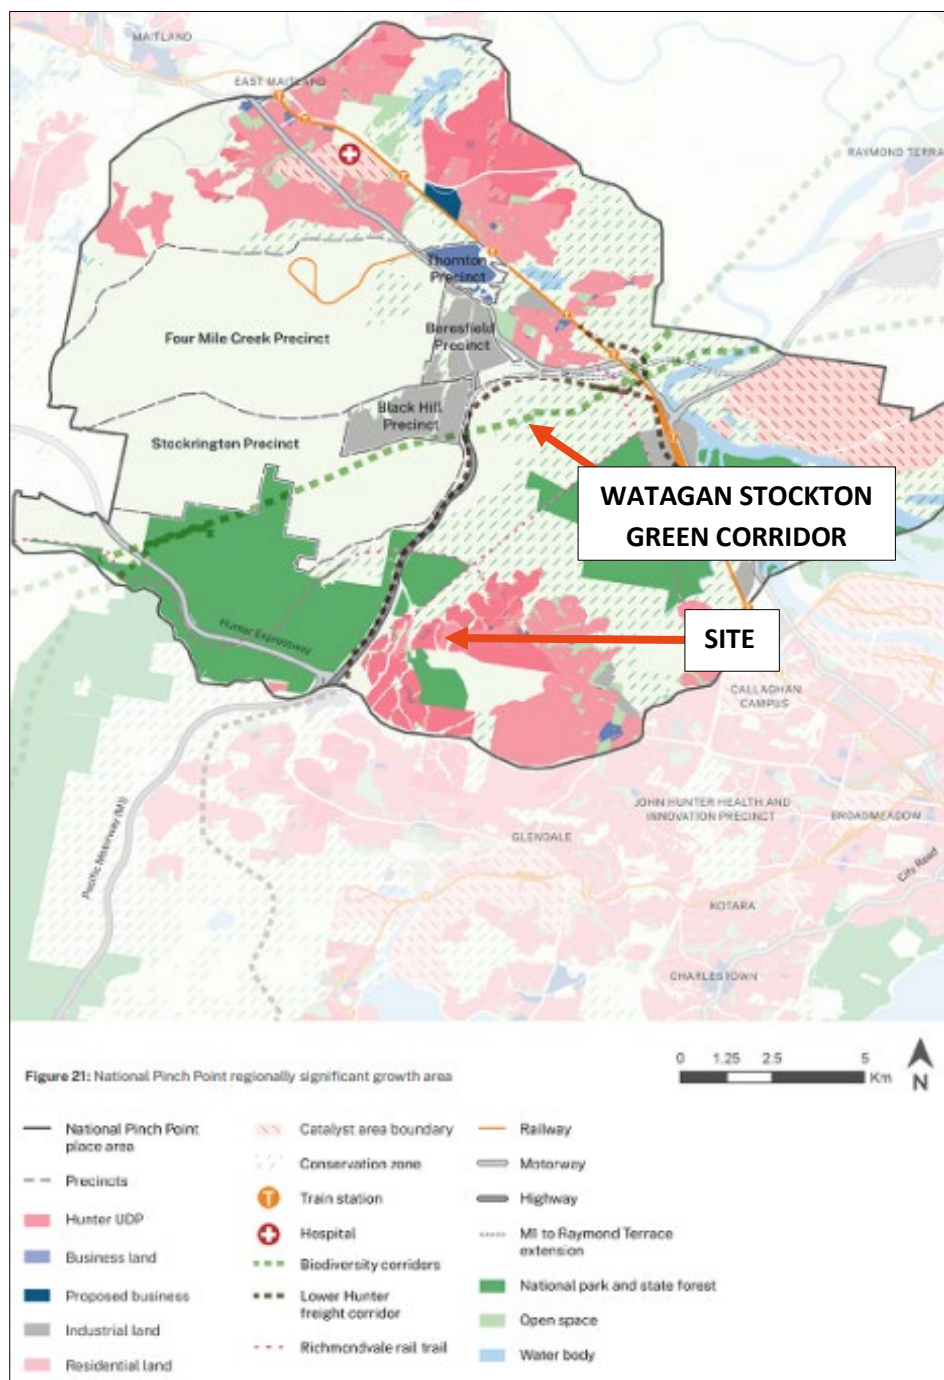 MAITLAND
EAST MAITLAND
RAYMOND TERRA
Thornton
Precinct
Four Mile Creek Precinct
Beresfield
Precinct
Black Hill
Precinct
Stockrington Precinct
WATAGAN STOCKTON
GREEN CORRIDOR
Hunter Expressway
SITE
CALLAGHAN
CAMPUS
Pacific Motorway (M1)
JOHN HUNTER HEALTH AND
INNOVATION PRECINCT
BROADMEADOW
GLENDALE
City Road
KOTARA
CHARLESTOWN
Figure 21: National Pinch Point regionally significant growth area
0 1.25 2.5 5
Km
N
National Pinch Point
place area
Precincts
Hunter UDP
Business land
Proposed business
Industrial land
Residential land
Catalyst area boundary
Conservation zone
T
Train station
Hospital
Biodiversity corridors
Lower Hunter
freight corridor
Richmondvale rail trail
Railway
Motorway
Highway
M1 to Raymond Terrace
extension
National park and state forest
Open space
Water body